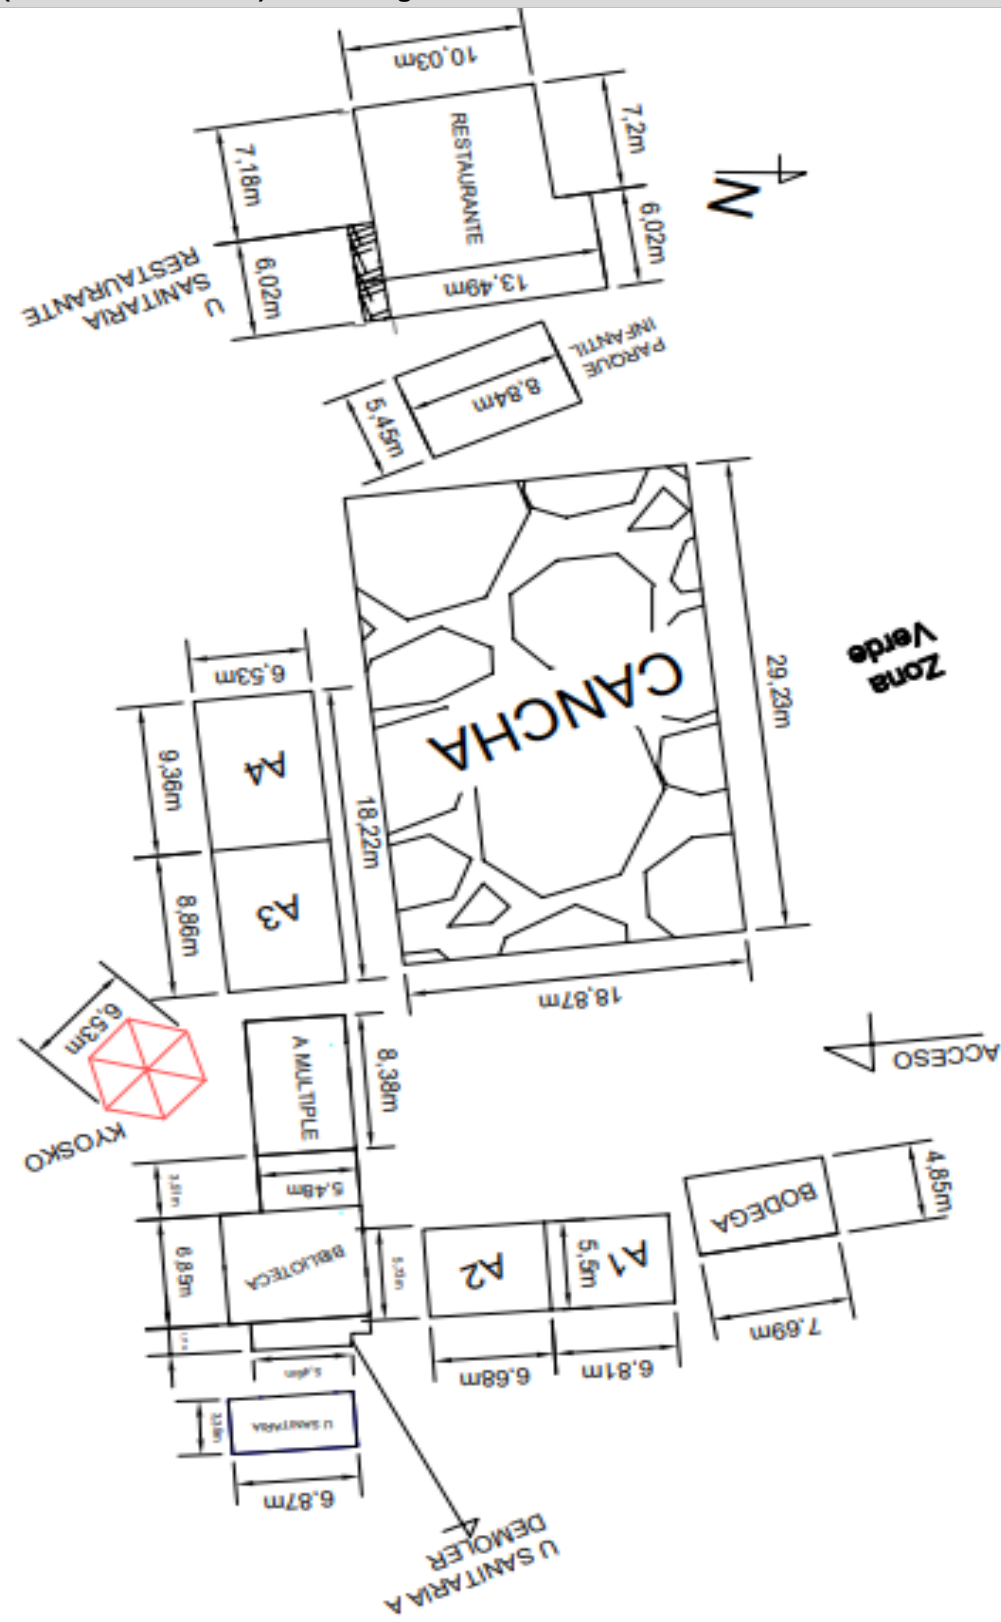 10,03m
7,2m
RESTAURANTE
7,18m
N
6,02m
6,02m
13,49m
U
SANITARIA
RESTAURANTE
PARQUE
INFANTIL
8,84m
5,45m
CANCHA
29,23m
Zona
Verde
6,53m
A4
9,36m
18,22m
A3
8,86m
18,87m
6,53m
KYOSKO
A MULTIPLE
8,38m
ACCESO
5,48m
BODEGA
4,85m
7,69m
BIBLIOTECA
6,85m
A2
5,5m
A1
6,68m
6,81m
U SANITARIA
6,87m
U SANITARIA A
DEMOLER